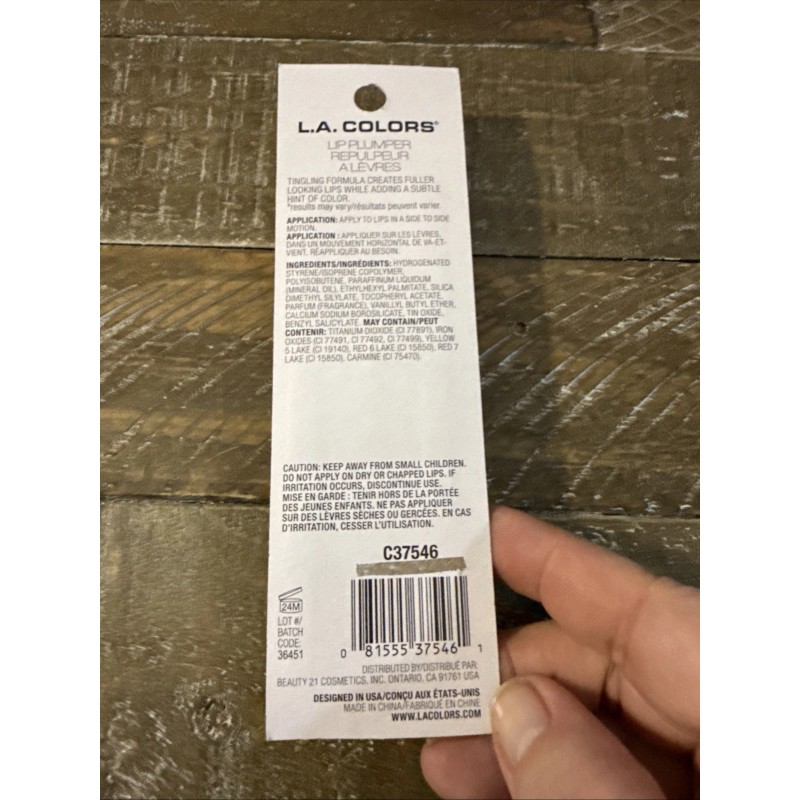 L.A. COLORS®
LIP PLUMPER
REPULPEUR
A LÈVRES
TINGLING FORMULA CREATES FULLER
LOOKING LIPS WHILE ADDING A SUBTLE
HINT OF COLOR.
*results may vary/résultats peuvent varier.
APPLICATION: APPLY TO LIPS IN A SIDE TO SIDE
MOTION.
APPLICATION : APPLIQUER SUR LES LÈVRES,
DANS UN MOUVEMENT HORIZONTAL DE VA-ET-
VIENT. RÉAPPLIQUER AU BESOIN.
INGREDIENTS/INGRÉDIENTS: HYDROGENATED
STYRENE/ISOPRENE COPOLYMER,
POLYISOBUTENE, PARAFFINUM LIQUIDUM
(MINERAL OIL), ETHYLHEXYL PALMITATE, SILICA
DIMETHYL SILYLATE, TOCOPHERYL ACETATE,
PARFUM (FRAGRANCE), VANILLYL BUTYL ETHER,
CALCIUM SODIUM BOROSILICATE, TIN OXIDE,
BENZYL SALICYLATE. MAY CONTAIN/PEUT
CONTENIR: TITANIUM DIOXIDE (CI 77891), IRON
OXIDES (CI 77491, CI 77492, CI 77499), YELLOW
5 LAKE (CI 19140), RED 6 LAKE (CI 15850), RED 7
LAKE (CI 15850), CARMINE (CI 75470).
CAUTION: KEEP AWAY FROM SMALL CHILDREN.
DO NOT APPLY ON DRY OR CHAPPED LIPS. IF
IRRITATION OCCURS, DISCONTINUE USE.
MISE EN GARDE : TENIR HORS DE LA PORTÉE
DES JEUNES ENFANTS. NE PAS APPLIQUER
SUR DES LÈVRES SÈCHES OU GERCÉES. EN CAS
D'IRRITATION, CESSER L'UTILISATION.
C37546
24M
LOT #/
BATCH
CODE:
36451
0 81555 37546 1
DISTRIBUTED BY/DISTRIBUÉ PAR:
BEAUTY 21 COSMETICS, INC. ONTARIO, CA 91761 USA
DESIGNED IN USA/CONÇU AUX ÉTATS-UNIS
MADE IN CHINA/FABRIQUÉ EN CHINE
WWW.LACOLORS.COM